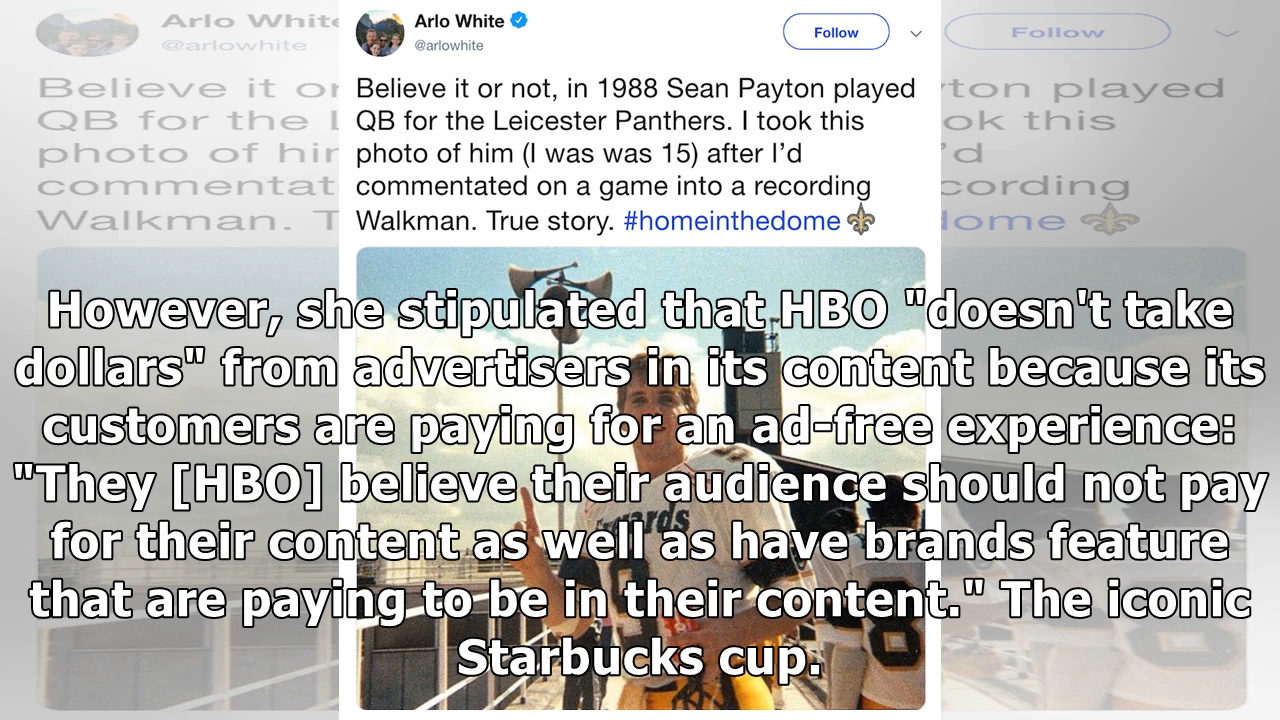 Arlo White
@arlowhite
Follow
Believe it or not, in 1988 Sean Payton played
QB for the Leicester Panthers. I took this
photo of him (I was was 15) after I'd
commentated on a game into a recording
Walkman. True story. #homeinthedome
However, she stipulated that HBO "doesn't take
dollars" from advertisers in its content because its
customers are paying for an ad-free experience:
"They [HBO] believe their audience should not pay
for their content as well as have brands feature
that are paying to be in their content." The iconic
Starbucks cup.